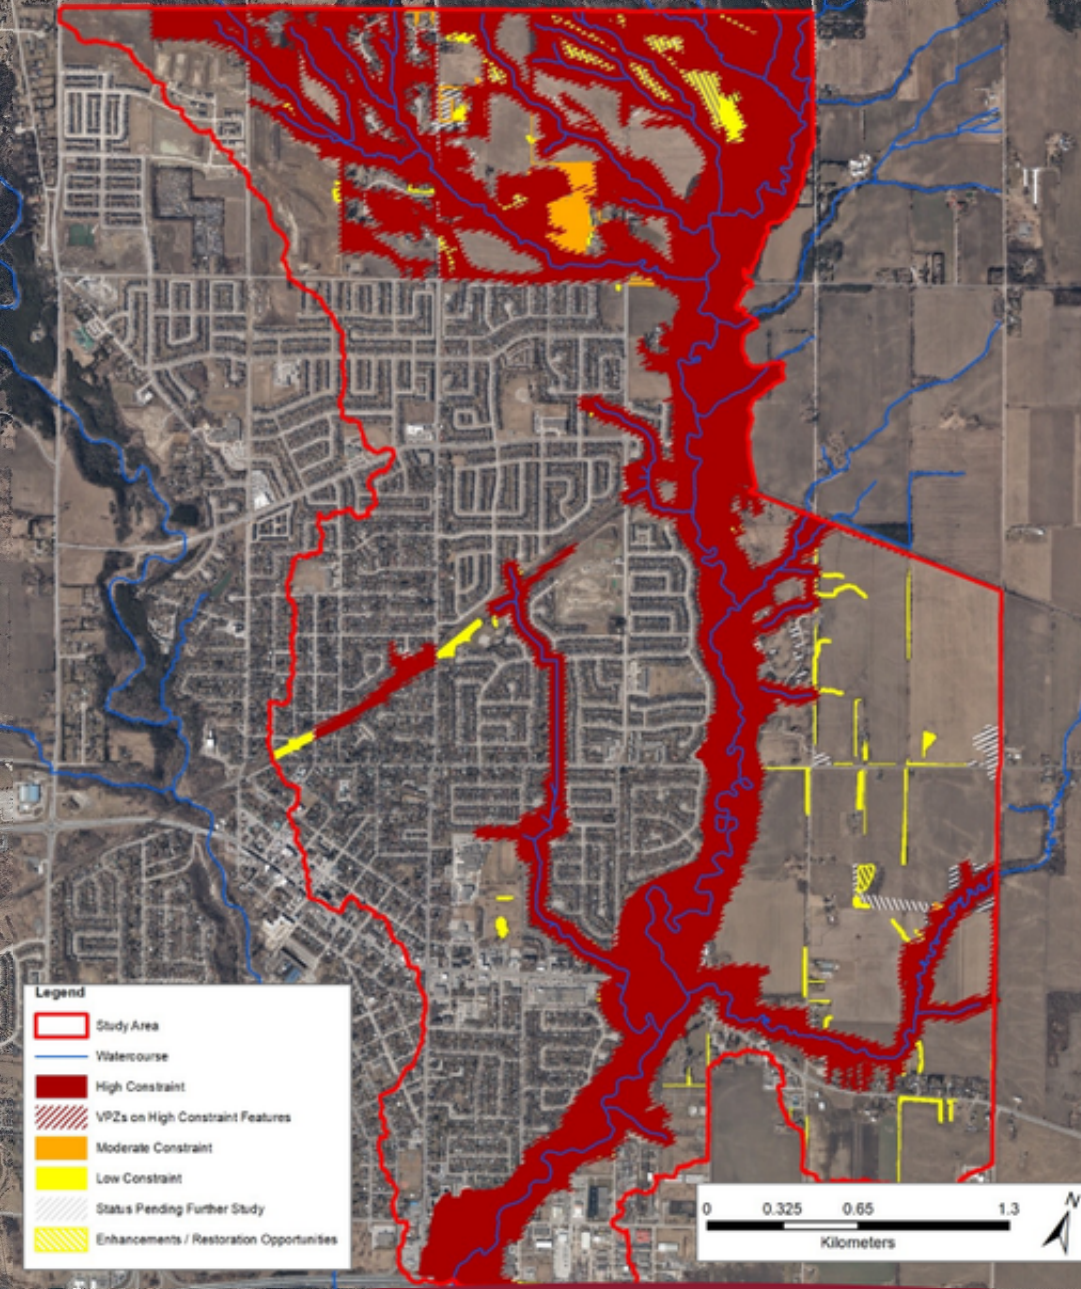 Legend
Study Area
Watercourse
High Constraint
VPZs on High Constraint Features
Moderate Constraint
Low Constraint
Status Pending Further Study
Enhancements / Restoration Opportunities
N
0 0.325 0.65 1.3
Kilometers